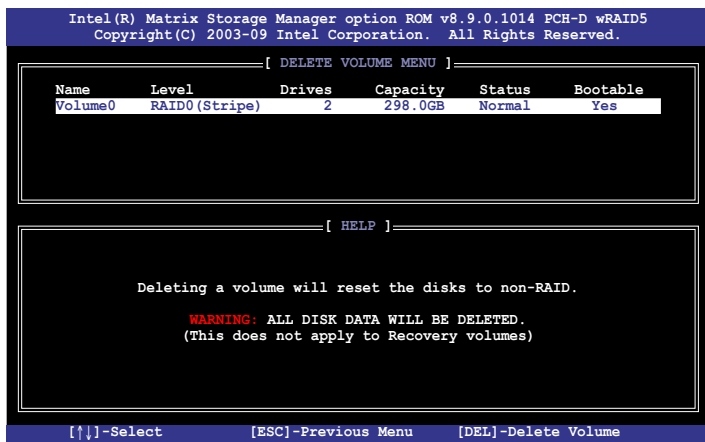 Intel(R) Matrix Storage Manager option ROM v8.9.0.1014 PCH-D wRAID5
Copyright(C) 2003-09 Intel Corporation. All Rights Reserved.
[ DELETE VOLUME MENU ]
Name Level Drives Capacity Status Bootable
Volume0 RAID0(Stripe) 2 298.0GB Normal Yes
[ HELP ]
Deleting a volume will reset the disks to non-RAID.
WARNING: ALL DISK DATA WILL BE DELETED.
(This does not apply to Recovery volumes)
[↑↓]-Select [ESC]-Previous Menu [DEL]-Delete Volume